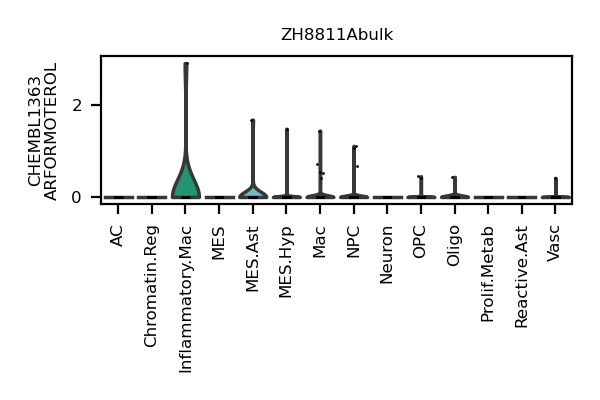 ZH8811Abulk
CHEMBL1363
ARFORMOTEROL
2
0
AC
Chromatin.Reg
Inflammatory.Mac
MES
MES.Ast
MES.Hyp
Mac
NPC
Neuron
OPC
Oligo
Prolif.Metab
Reactive.Ast
Vasc